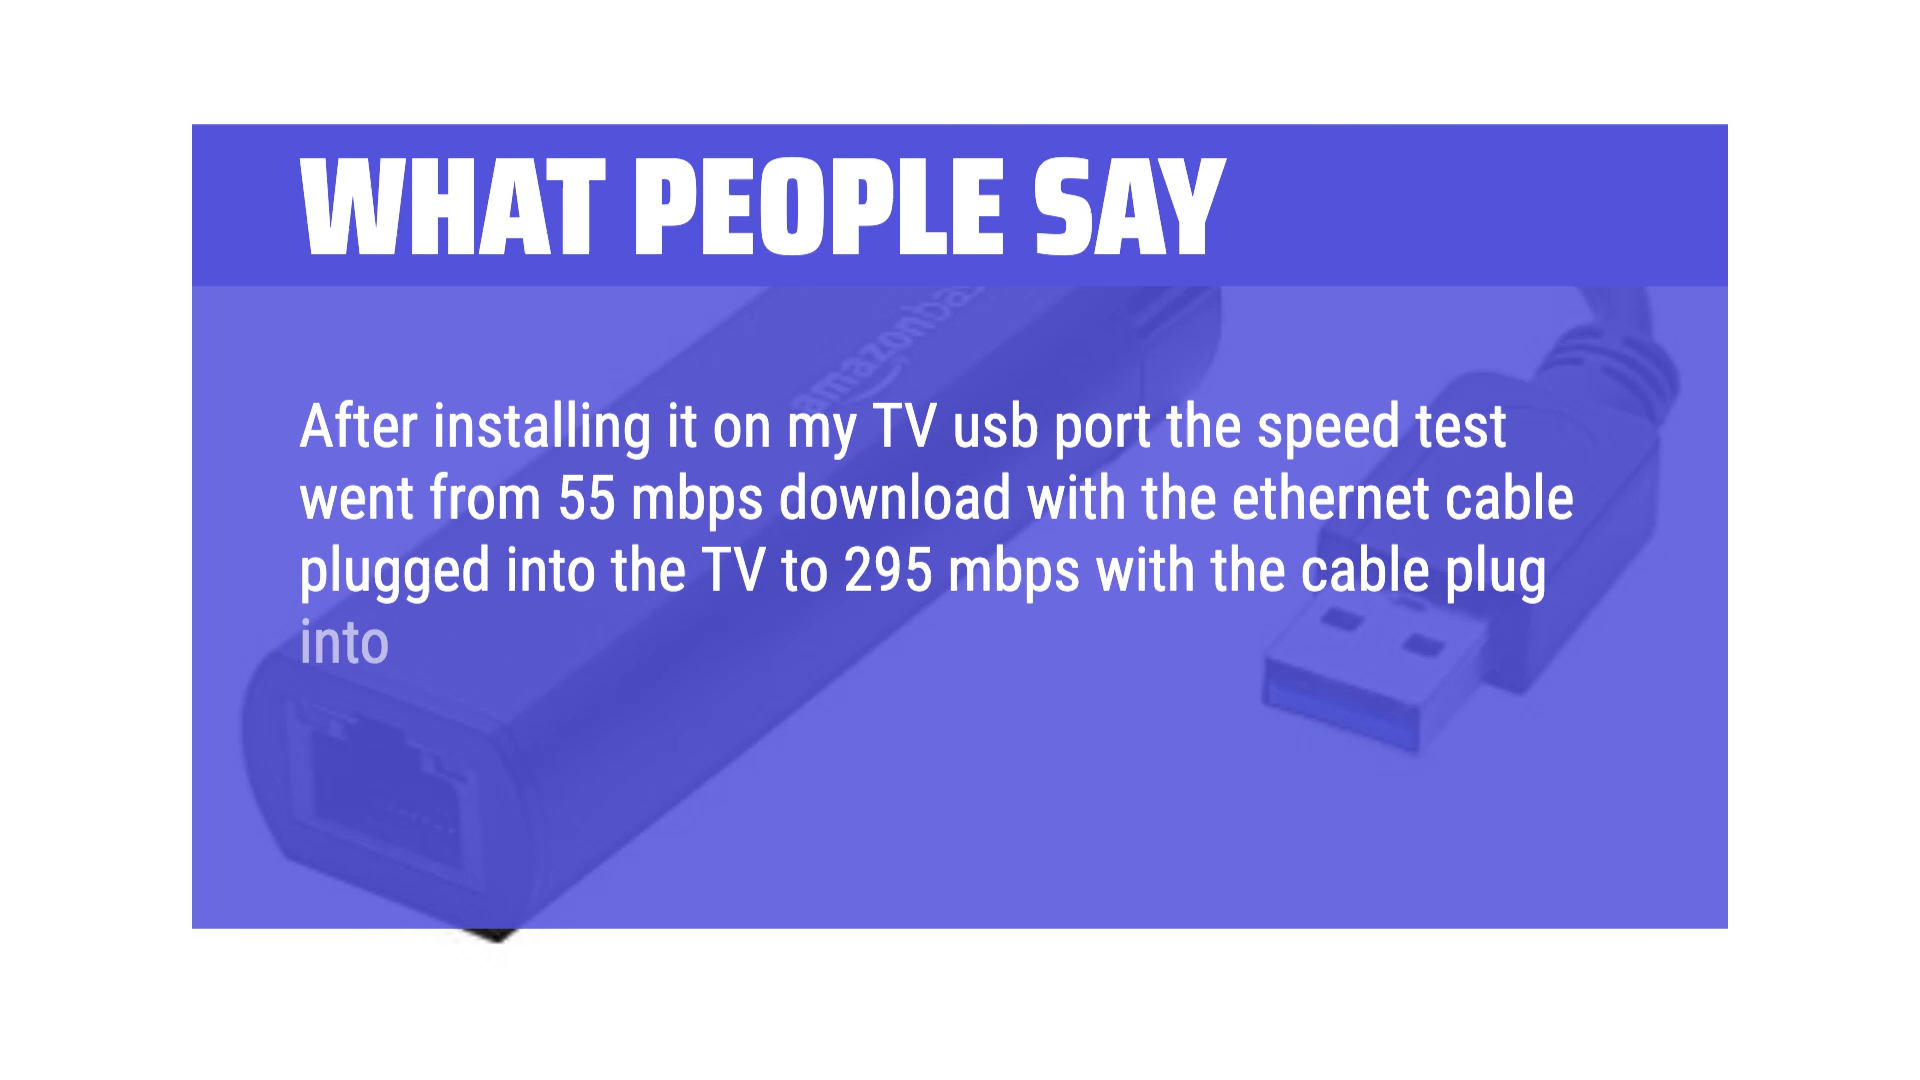 WHAT PEOPLE SAY
amazonbas
After installing it on my TV usb port the speed test
went from 55 mbps download with the ethernet cable
plugged into the TV to 295 mbps with the cable plug
into